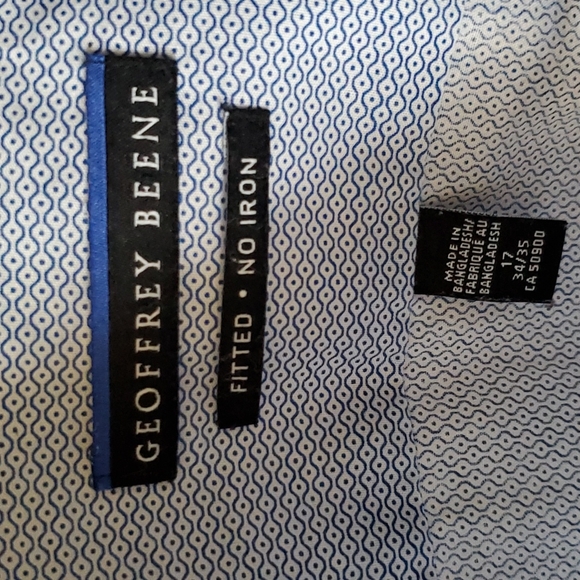 GEOFFREY BEENE
FITTED • NO IRON
MADE IN
BANGLADESH/
FABRIQUE AU
BANGLADESH
17
34/35
CA 50900